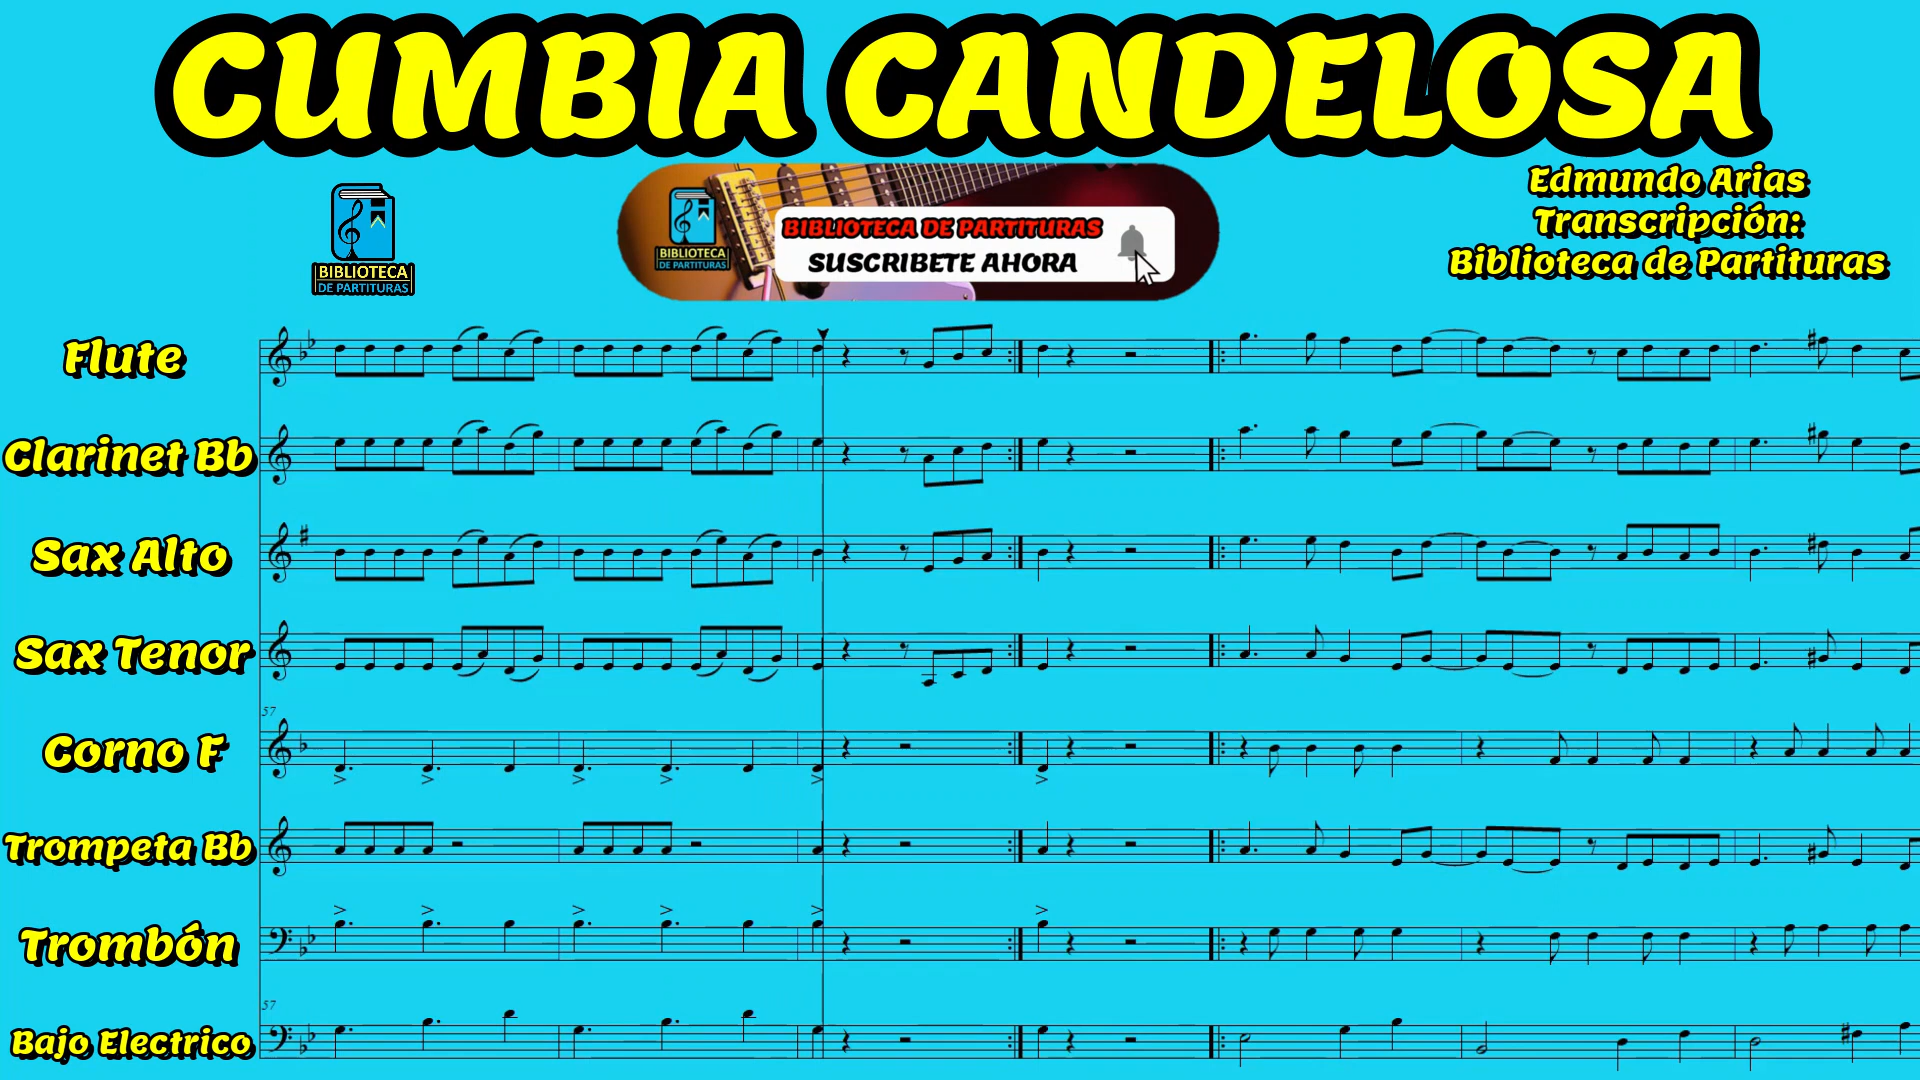 CUMBIA CANDELOSA
BIBLIOTECA
DE PARTITURAS
BIBLIOTECA
DE PARTITURAS
BIBLIOTECA DE PARTITURAS
SUSCRIBETE AHORA
Edmundo Arias
Transcripción:
Biblioteca de Partituras
Flute
Clarinet Bb
Sax Alto
Sax Tenor
57
Corno F
Trompeta Bb
Trombón
57
Bajo Electrico